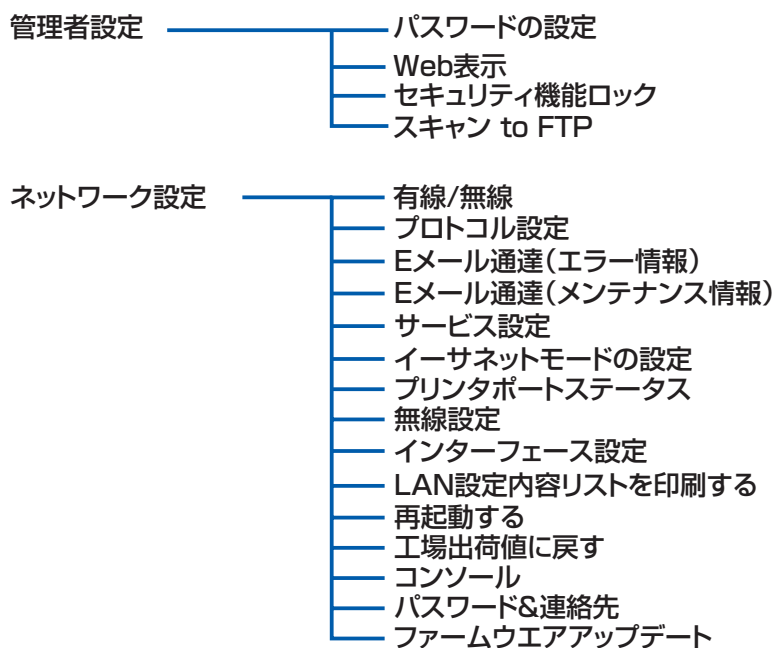 管理者設定 パスワードの設定
Web表示
セキュリティ機能ロック
スキャン to FTP
ネットワーク設定 有線/無線
プロトコル設定
Eメール通達(エラー情報)
Eメール通達(メンテナンス情報)
サービス設定
イーサネットモードの設定
プリンタポートステータス
無線設定
インターフェース設定
LAN設定内容リストを印刷する
再起動する
工場出荷値に戻す
コンソール
パスワード&連絡先
ファームウエアアップデート